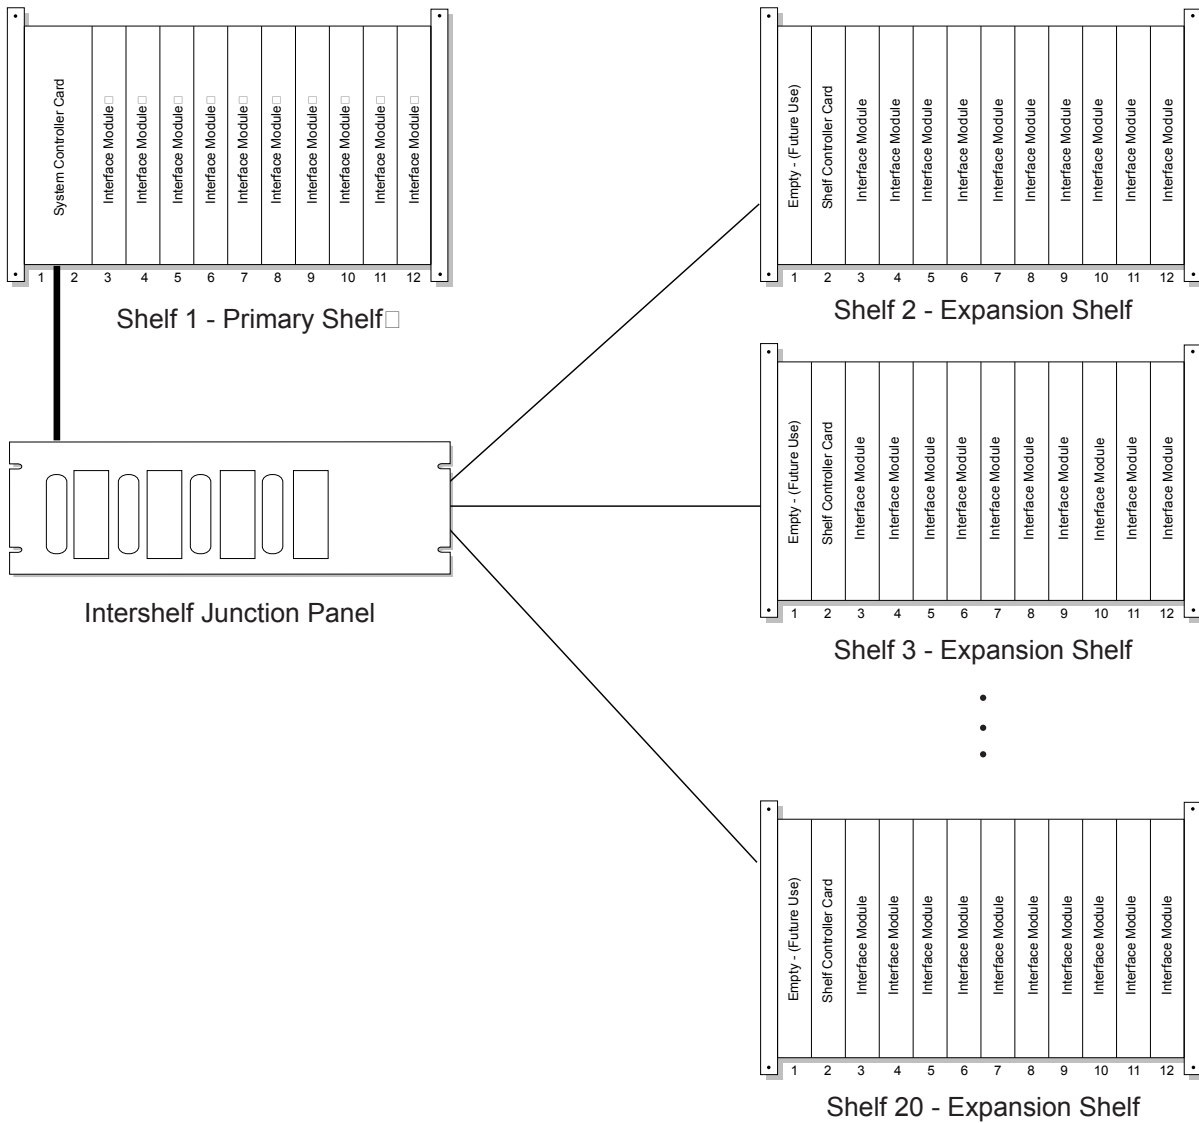 System Controller Card
Interface Module
Interface Module
Interface Module
Interface Module
Interface Module
Interface Module
Interface Module
Interface Module
Interface Module
Interface Module
1 2 3 4 5 6 7 8 9 10 11 12
Shelf 1 - Primary Shelf
Intershelf Junction Panel
Empty - (Future Use)
Shelf Controller Card
Interface Module
Interface Module
Interface Module
Interface Module
Interface Module
Interface Module
Interface Module
Interface Module
Interface Module
Interface Module
1 2 3 4 5 6 7 8 9 10 11 12
Shelf 2 - Expansion Shelf
Empty - (Future Use)
Shelf Controller Card
Interface Module
Interface Module
Interface Module
Interface Module
Interface Module
Interface Module
Interface Module
Interface Module
Interface Module
Interface Module
1 2 3 4 5 6 7 8 9 10 11 12
Shelf 3 - Expansion Shelf
Empty - (Future Use)
Shelf Controller Card
Interface Module
Interface Module
Interface Module
Interface Module
Interface Module
Interface Module
Interface Module
Interface Module
Interface Module
Interface Module
1 2 3 4 5 6 7 8 9 10 11 12
Shelf 20 - Expansion Shelf